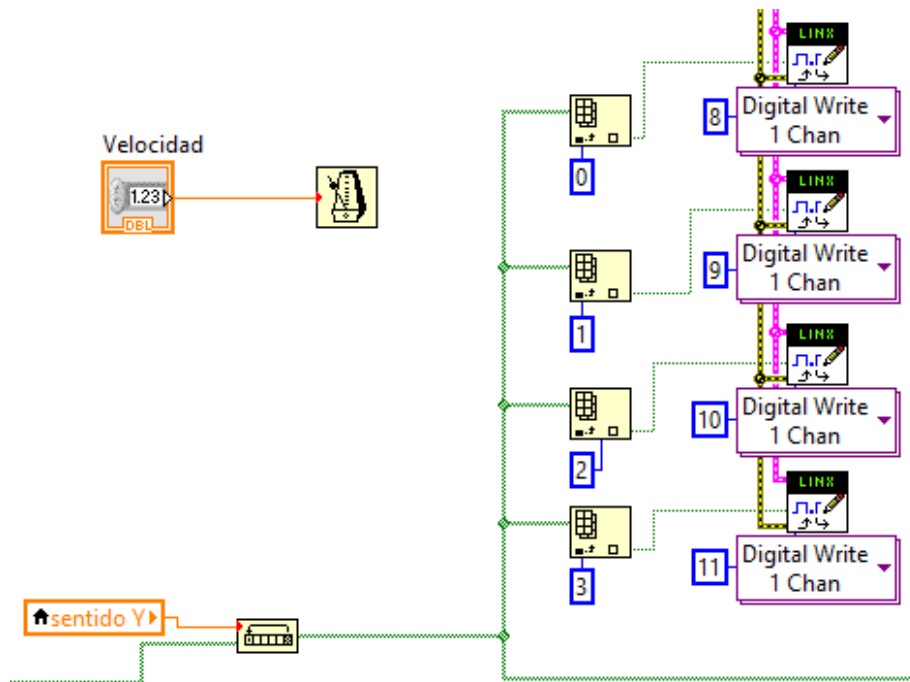 LINX
Digital Write
1 Chan
8
0
Velocidad
1.23
DBL
LINX
Digital Write
1 Chan
9
1
LINX
Digital Write
1 Chan
10
2
LINX
Digital Write
1 Chan
11
3
sentido Y